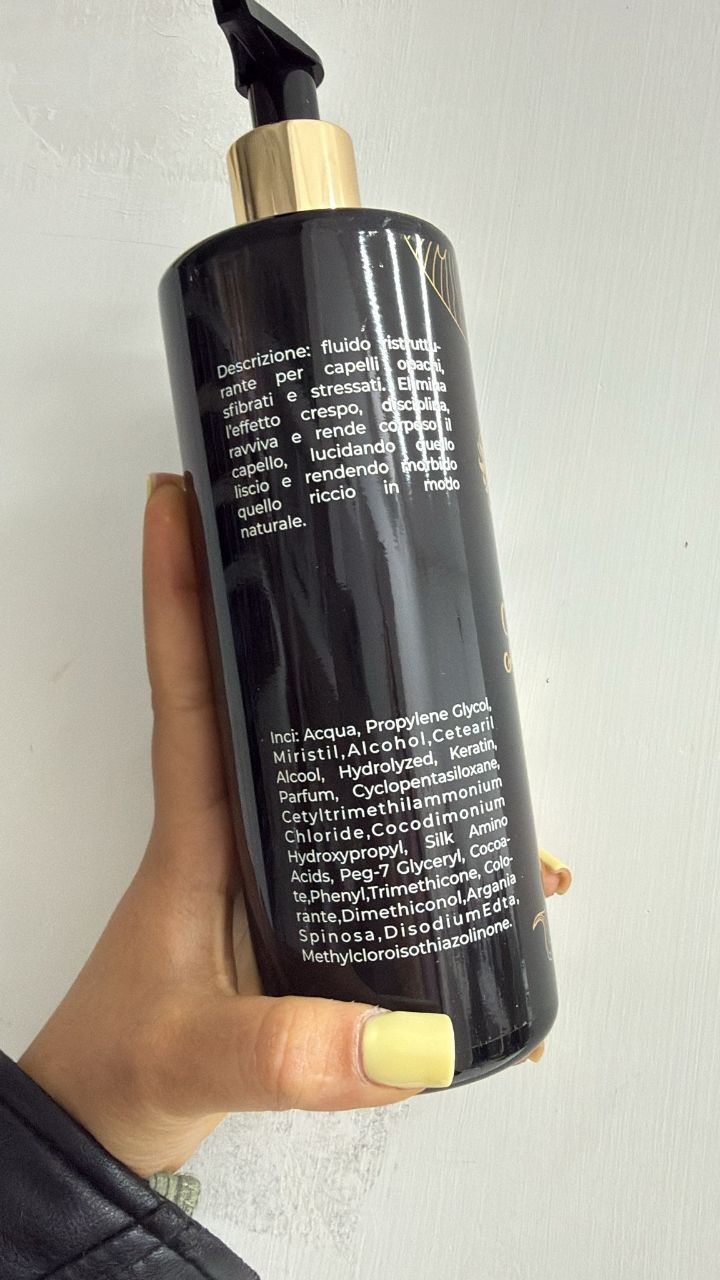 Descrizione: fluido ristruttu-
rante per capelli opachi,
sfibrati e stressati. Elimina
l'effetto crespo, disciplina,
ravviva e rende corposo il
capello, lucidando quello
liscio e rendendo morbido
quello riccio in modo
naturale.
Inci: Acqua, Propylene Glycol,
Miristil,Alcohol,Cetearil
Alcool, Hydrolyzed, Keratin,
Parfum, Cyclopentasiloxane,
Cetyltrimethilammonium
Chloride,Cocodimonium
Hydroxypropyl, Silk Amino
Acids, Peg-7 Glyceryl, Cocoa-
te,Phenyl,Trimethicone, Colo-
rante,Dimethiconol,Argania
Spinosa,DisodiumEdta,
Methylcloroisothiazolinone.